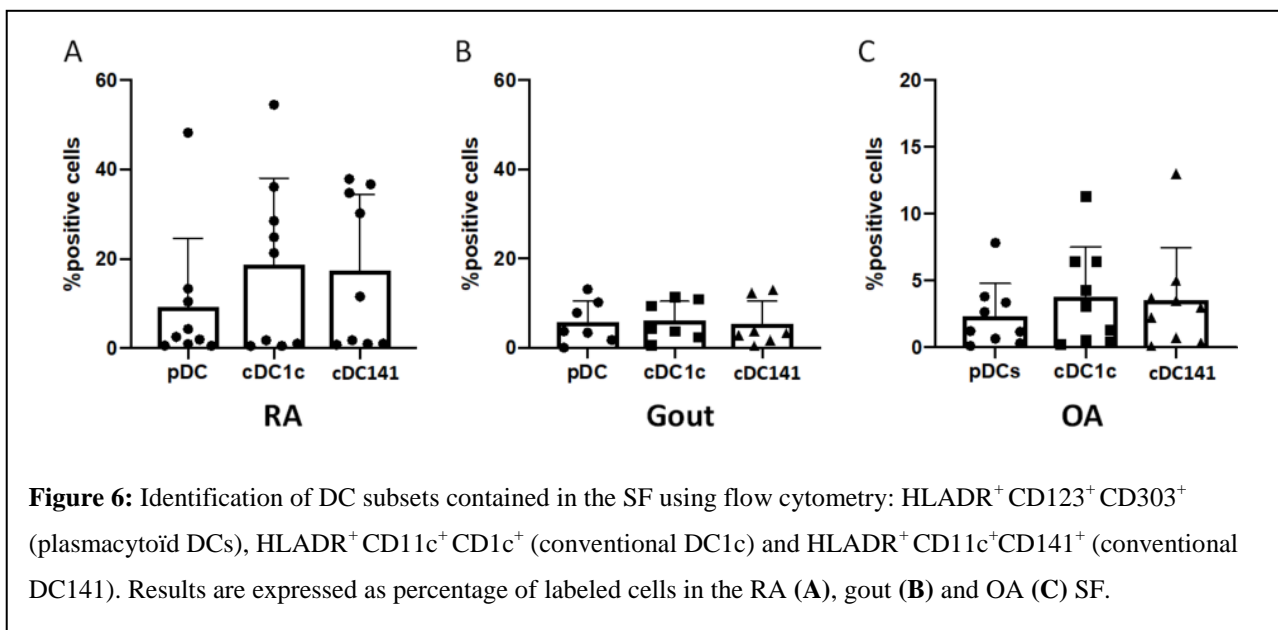 A
B
C
60
40
20
0
%positive cells
pDC cDC1c cDC141
RA
60
40
20
0
%positive cells
pDC cDC1c cDC141
Gout
20
15
10
5
0
%positive cells
pDCs cDC1c cDC141
OA
Figure 6: Identification of DC subsets contained in the SF using flow cytometry: HLADR⁺ CD123⁺ CD303⁺
(plasmacytoïd DCs), HLADR⁺ CD11c⁺ CD1c⁺ (conventional DC1c) and HLADR⁺ CD11c⁺CD141⁺ (conventional
DC141). Results are expressed as percentage of labeled cells in the RA (A), gout (B) and OA (C) SF.